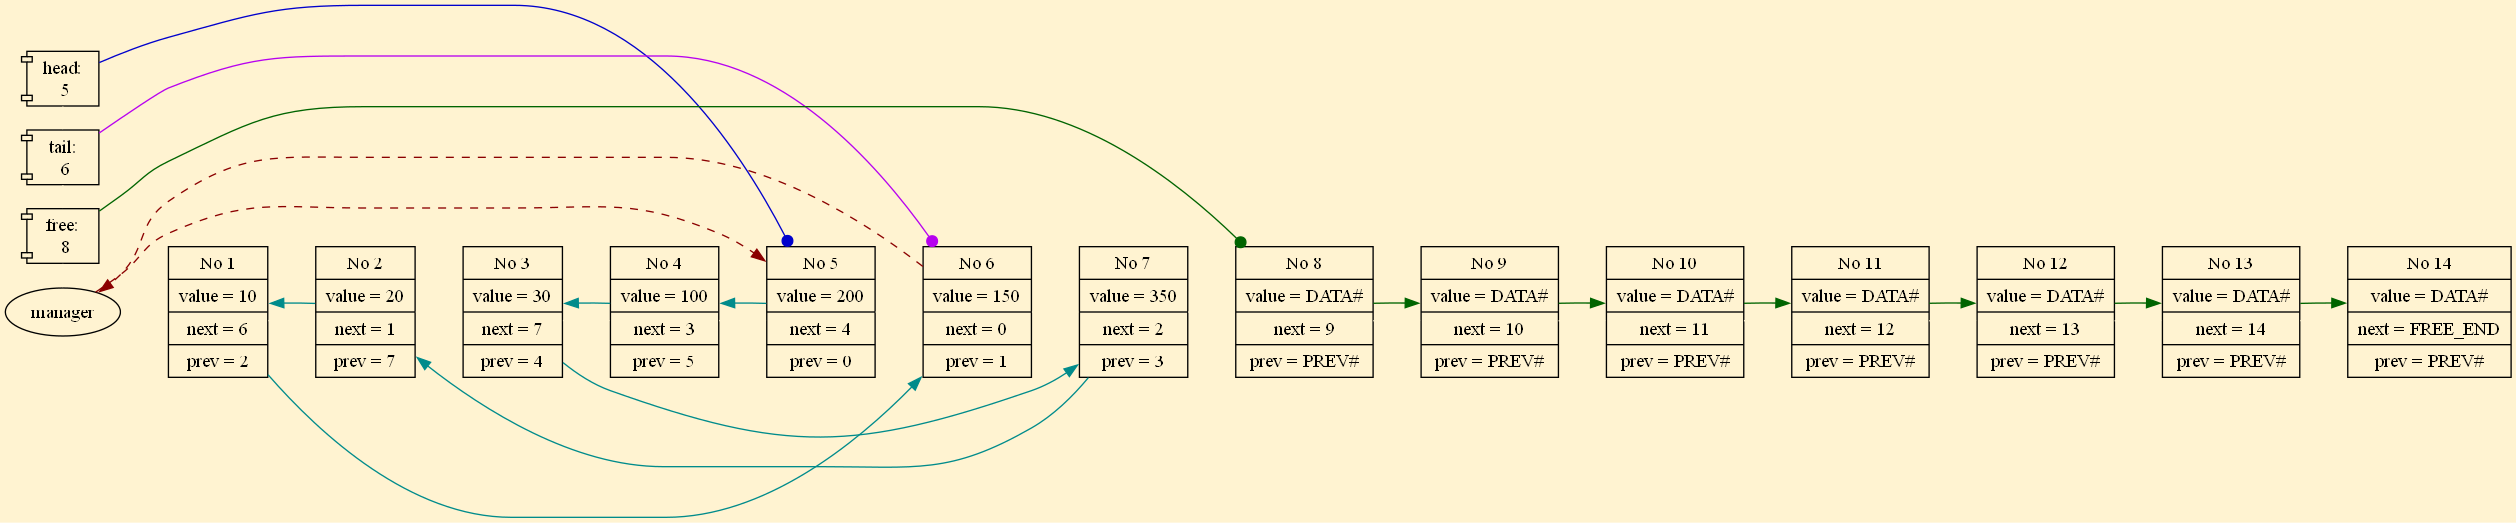 head:
5
tail:
6
free:
8
manager
No 1
value = 10
next = 6
prev = 2
No 2
value = 20
next = 1
prev = 7
No 3
value = 30
next = 7
prev = 4
No 4
value = 100
next = 3
prev = 5
No 5
value = 200
next = 4
prev = 0
No 6
value = 150
next = 0
prev = 1
No 7
value = 350
next = 2
prev = 3
No 8
value = DATA#
next = 9
prev = PREV#
No 9
value = DATA#
next = 10
prev = PREV#
No 10
value = DATA#
next = 11
prev = PREV#
No 11
value = DATA#
next = 12
prev = PREV#
No 12
value = DATA#
next = 13
prev = PREV#
No 13
value = DATA#
next = 14
prev = PREV#
No 14
value = DATA#
next = FREE_END
prev = PREV#